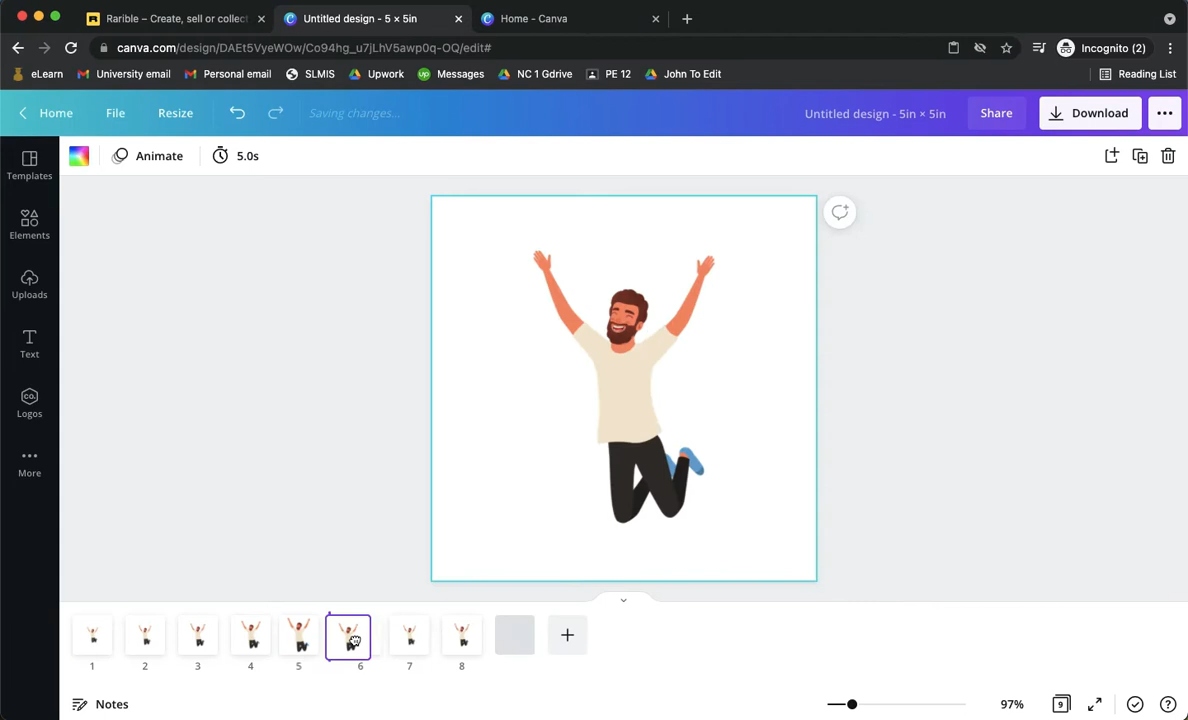 Rarible – Create, sell or collect
Untitled design - 5 × 5in
Home - Canva
canva.com/design/DAEt5VyeWOw/Co94hg_u7jLhV5awp0q-OQ/edit#
Incognito (2)
eLearn
University email
Personal email
SLMIS
Upwork
up
Messages
NC 1 Gdrive
PE 12
John To Edit
Reading List
Home
File
Resize
Saving changes...
Untitled design - 5in × 5in
Share
Download
Animate
5.0s
Templates
Elements
Uploads
Text
co.
Logos
More
1
2
3
4
5
6
7
8
Notes
97%
9